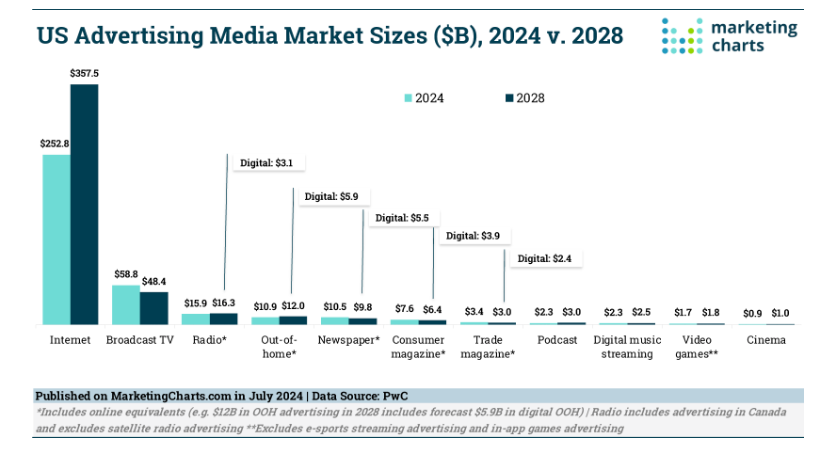 US Advertising Media Market Sizes ($B), 2024 v. 2028
marketing
charts
2024
2028
$252.8
$357.5
$58.8
$48.4
$15.9
$16.3
Digital: $3.1
$10.9
$12.0
Digital: $5.9
$10.5
$9.8
Digital: $5.5
$7.6
$6.4
Digital: $3.9
$3.4
$3.0
Digital: $2.4
$2.3
$3.0
$2.3
$2.5
$1.7
$1.8
$0.9
$1.0
Internet
Broadcast TV
Radio*
Out-of-
home*
Newspaper*
Consumer
magazine*
Trade
magazine*
Podcast
Digital music
streaming
Video
games**
Cinema
Published on MarketingCharts.com in July 2024 | Data Source: PwC
*Includes online equivalents (e.g. $12B in OOH advertising in 2028 includes forecast $5.9B in digital OOH) | Radio includes advertising in Canada
and excludes satellite radio advertising **Excludes e-sports streaming advertising and in-app games advertising